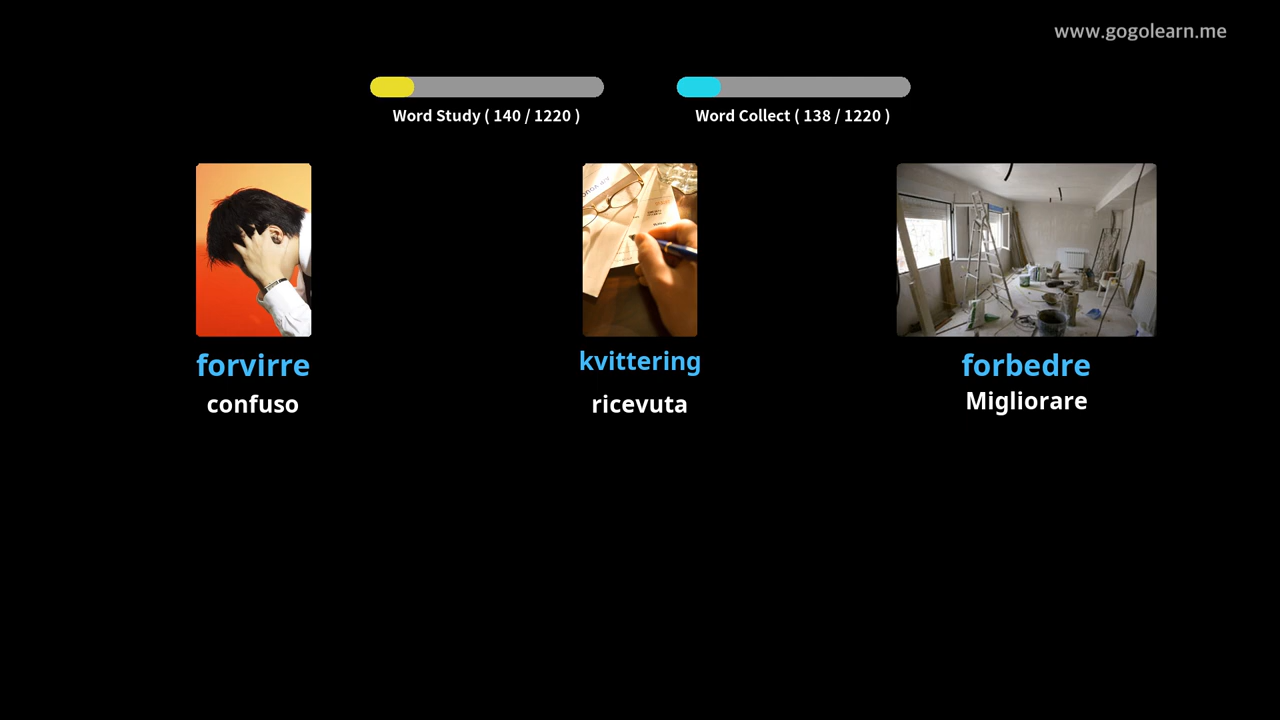 www.gogolearn.me
Word Study ( 140 / 1220 )
Word Collect ( 138 / 1220 )
forvirre
confuso
kvittering
ricevuta
forbedre
Migliorare